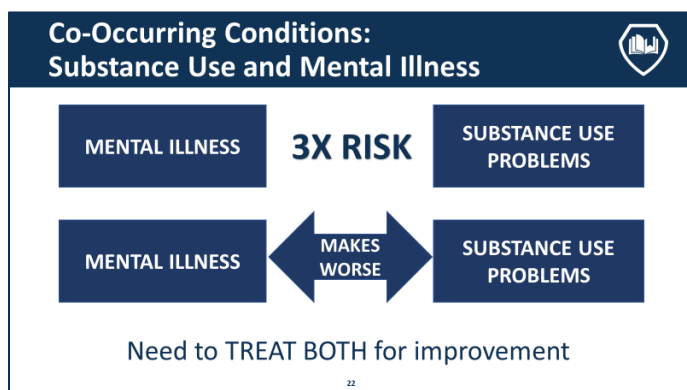 Co-Occurring Conditions:
Substance Use and Mental Illness
MENTAL ILLNESS
3X RISK
SUBSTANCE USE
PROBLEMS
MENTAL ILLNESS
MAKES
WORSE
SUBSTANCE USE
PROBLEMS
Need to TREAT BOTH for improvement
22